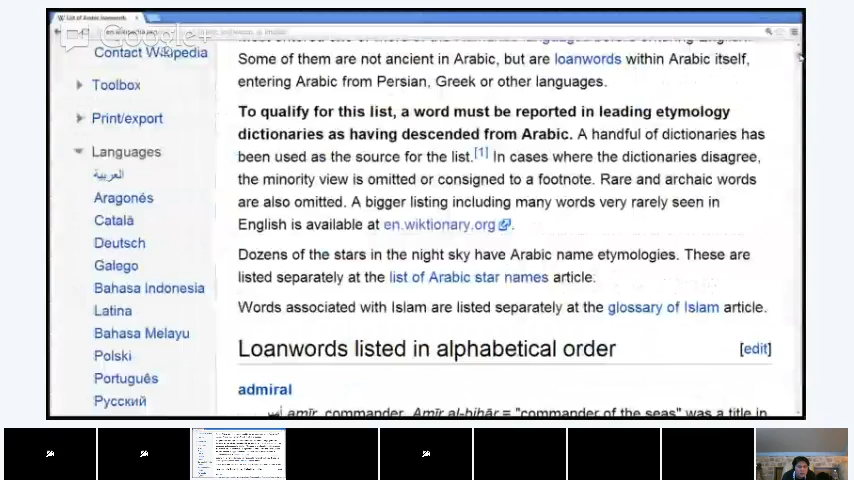 Google+
Contact Wikipedia
Toolbox
Print/export
Languages
العربية
Aragonés
Català
Deutsch
Galego
Bahasa Indonesia
Latina
Bahasa Melayu
Polski
Português
Русский
Some of them are not ancient in Arabic, but are loanwords within Arabic itself,
entering Arabic from Persian, Greek or other languages.
To qualify for this list, a word must be reported in leading etymology
dictionaries as having descended from Arabic. A handful of dictionaries has
been used as the source for the list.[1] In cases where the dictionaries disagree,
the minority view is omitted or consigned to a footnote. Rare and archaic words
are also omitted. A bigger listing including many words very rarely seen in
English is available at en.wiktionary.org.
Dozens of the stars in the night sky have Arabic name etymologies. These are
listed separately at the list of Arabic star names article.
Words associated with Islam are listed separately at the glossary of Islam article.
Loanwords listed in alphabetical order [edit]
admiral
amīr, commander. Amīr al-bihār = "commander of the seas" was a title in